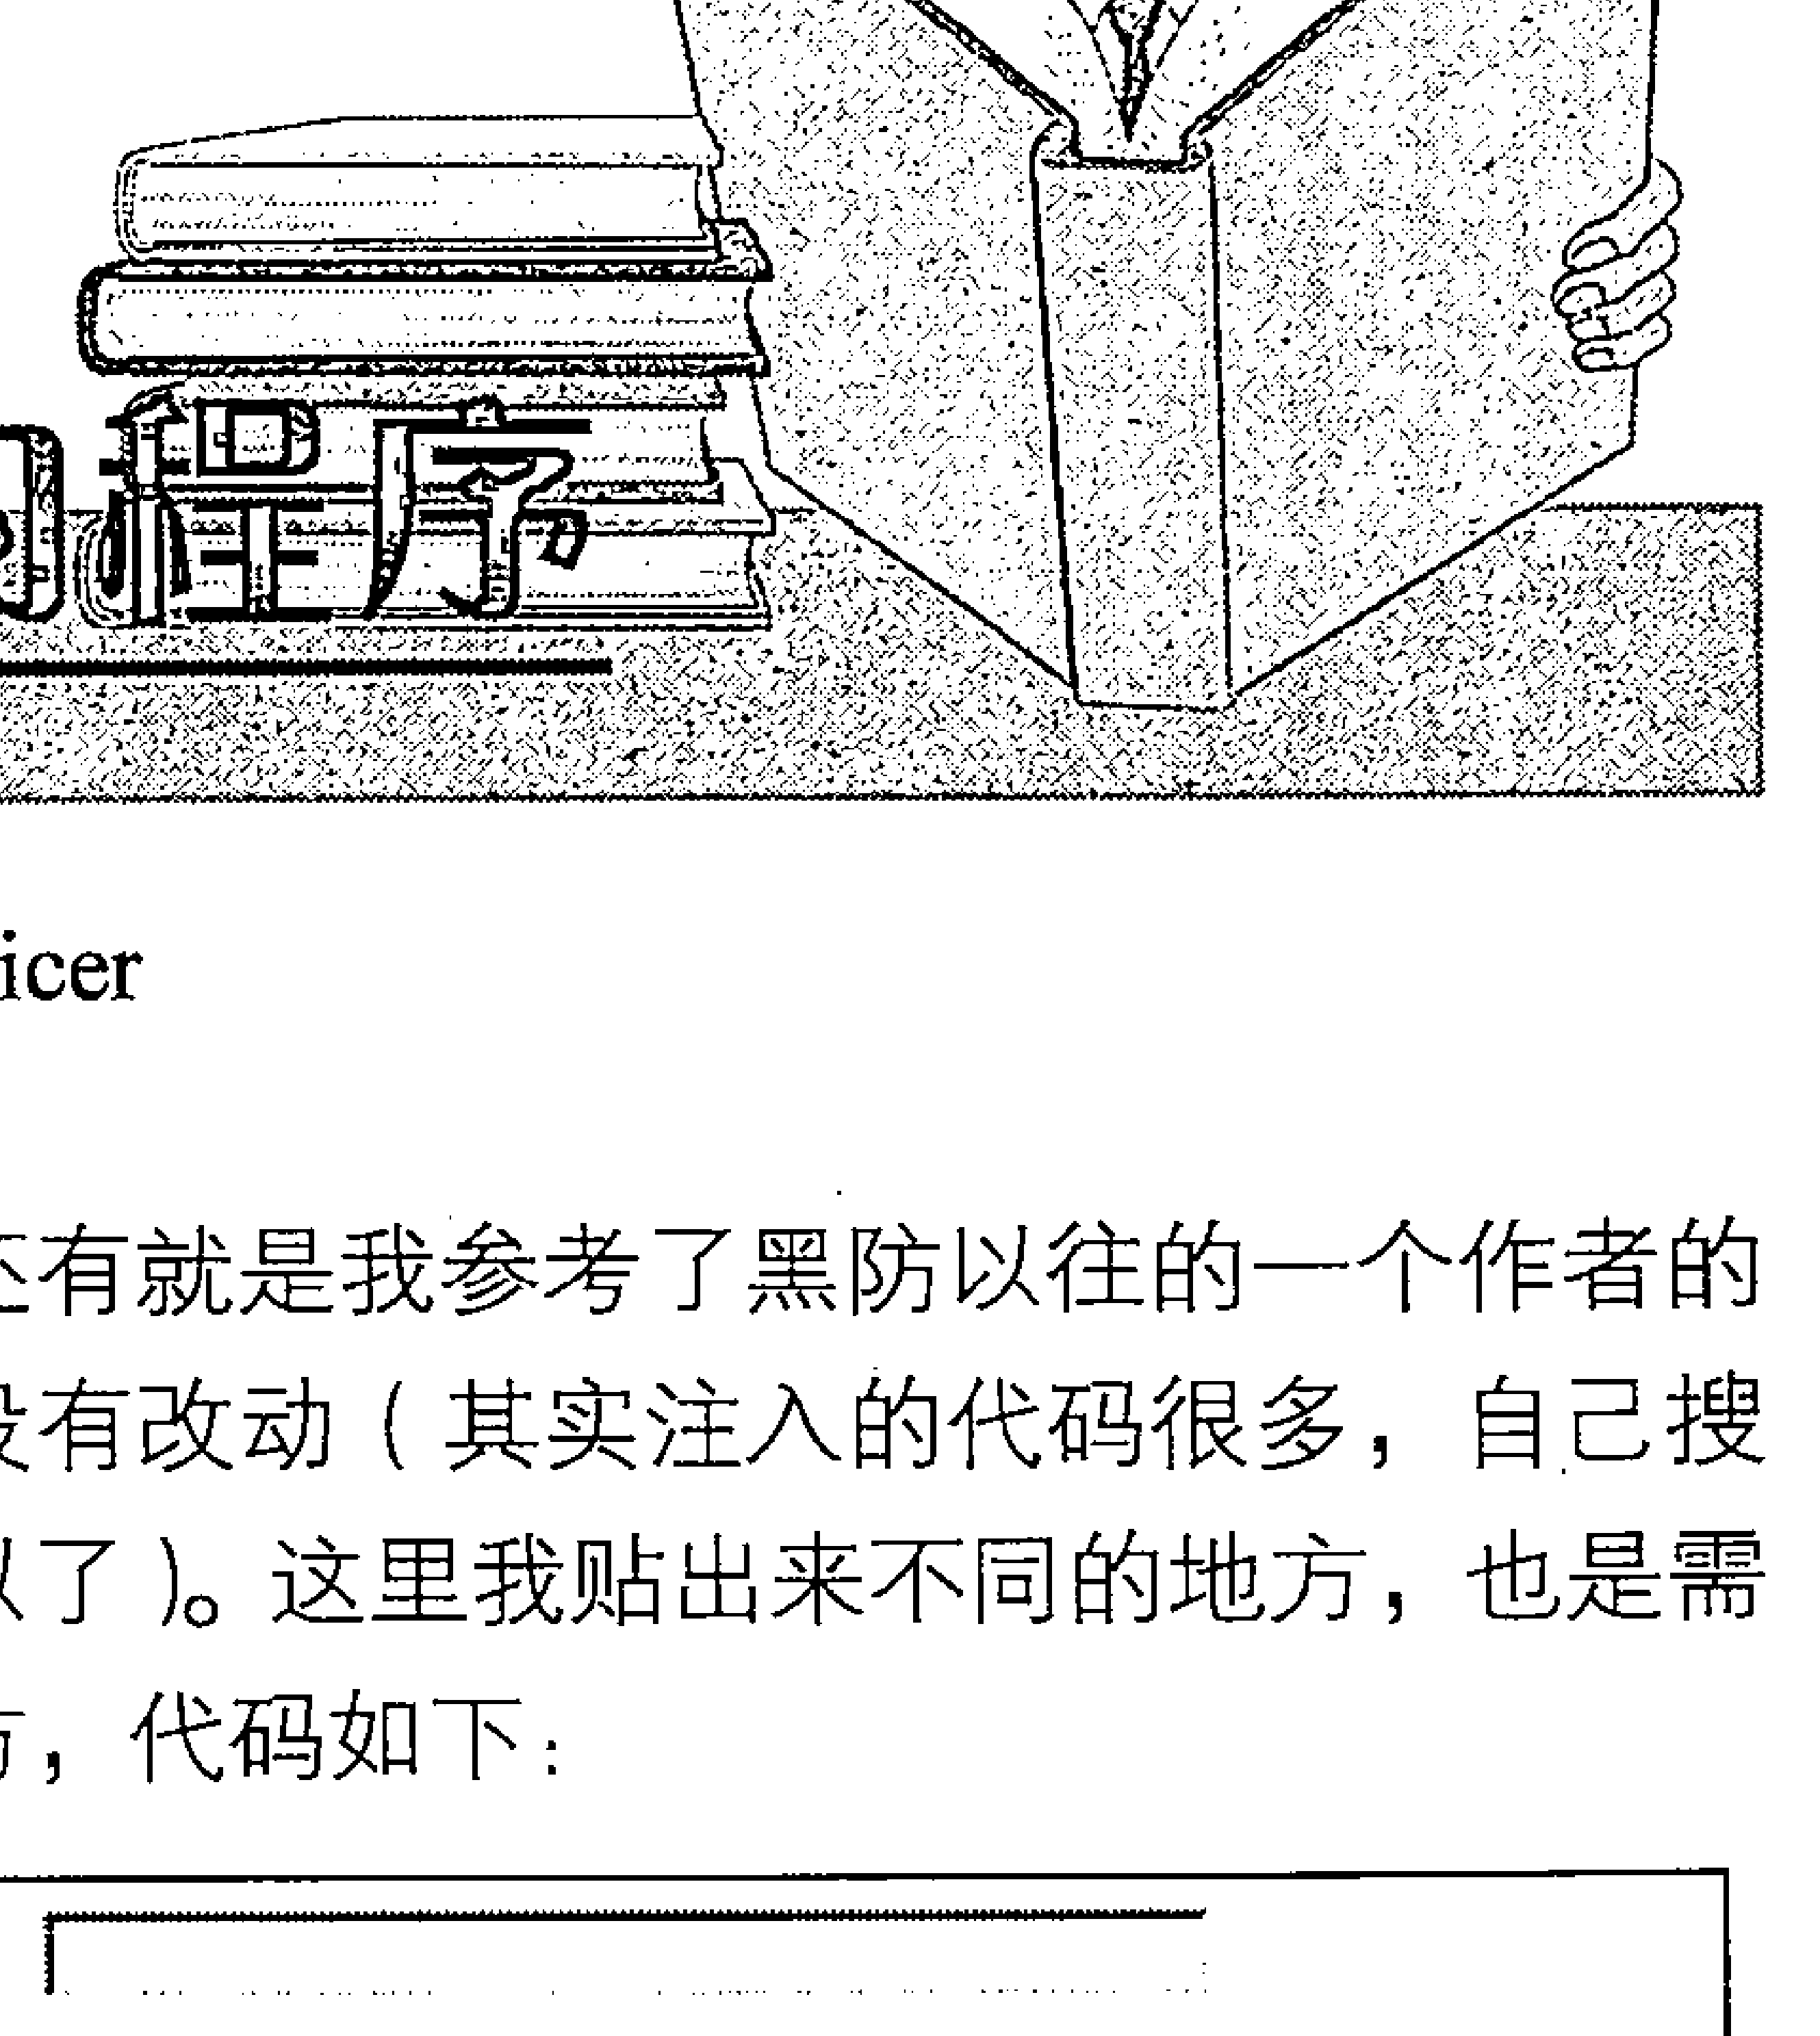 程序
icer
还有就是我参考了黑防以往的一个作者的
没有改动(其实注入的代码很多,自己搜
以了)。这里我贴出来不同的地方,也是需
方,代码如下: